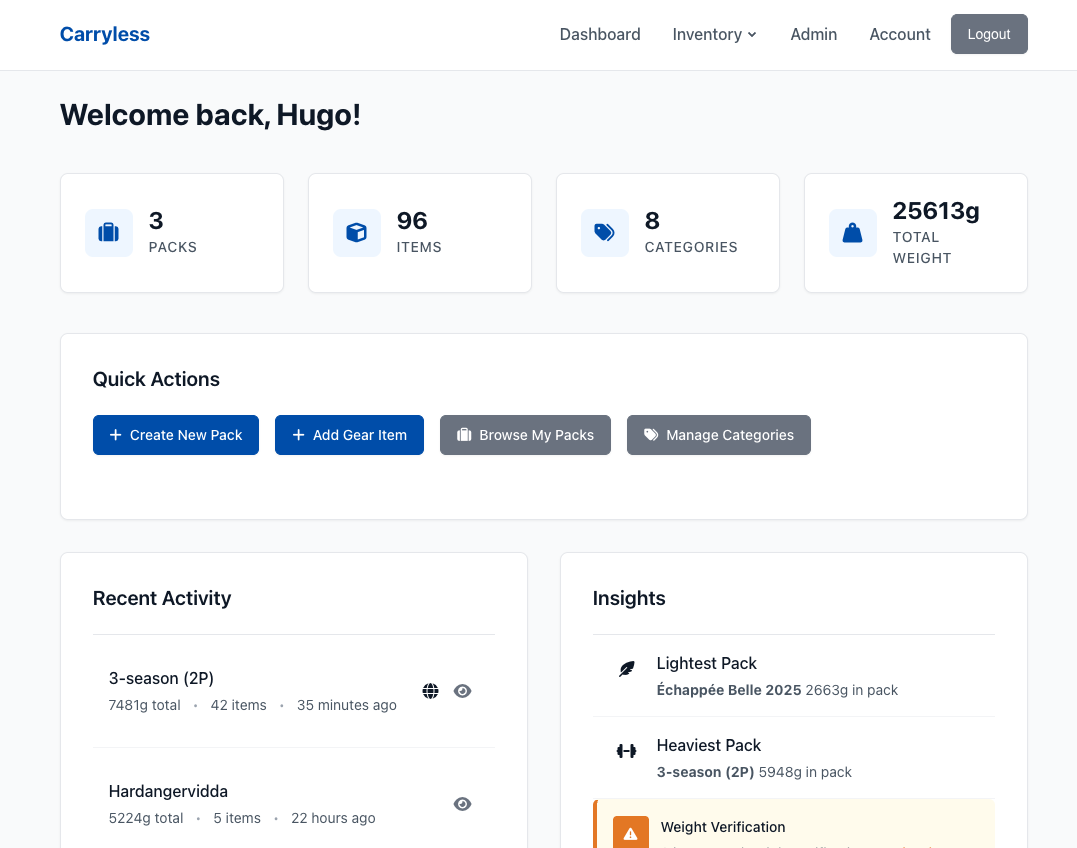 Carryless
Dashboard Inventory Admin Account Logout
Welcome back, Hugo!
3
PACKS
96
ITEMS
8
CATEGORIES
25613g
TOTAL
WEIGHT
Quick Actions
+ Create New Pack + Add Gear Item Browse My Packs Manage Categories
Recent Activity
3-season (2P)
7481g total • 42 items • 35 minutes ago
Hardangervidda
5224g total • 5 items • 22 hours ago
Insights
Lightest Pack
Échappée Belle 2025 2663g in pack
Heaviest Pack
3-season (2P) 5948g in pack
Weight Verification